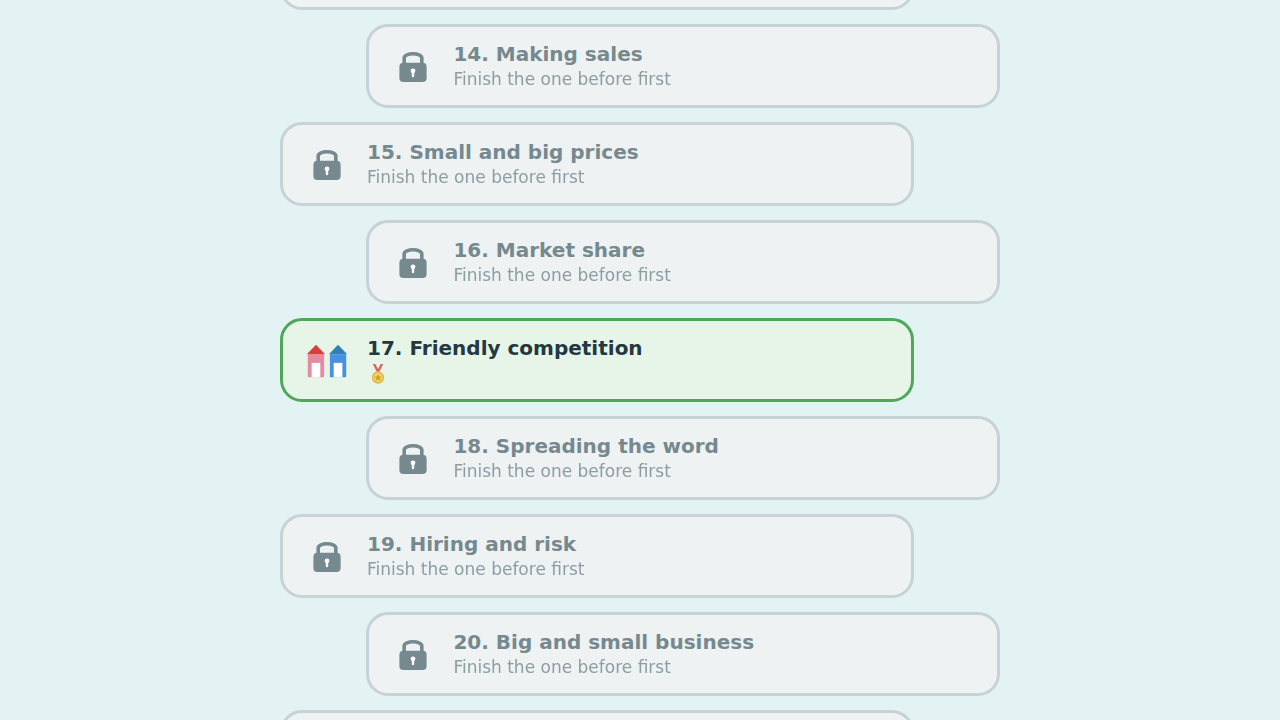 14. Making sales
Finish the one before first
15. Small and big prices
Finish the one before first
16. Market share
Finish the one before first
17. Friendly competition
18. Spreading the word
Finish the one before first
19. Hiring and risk
Finish the one before first
20. Big and small business
Finish the one before first